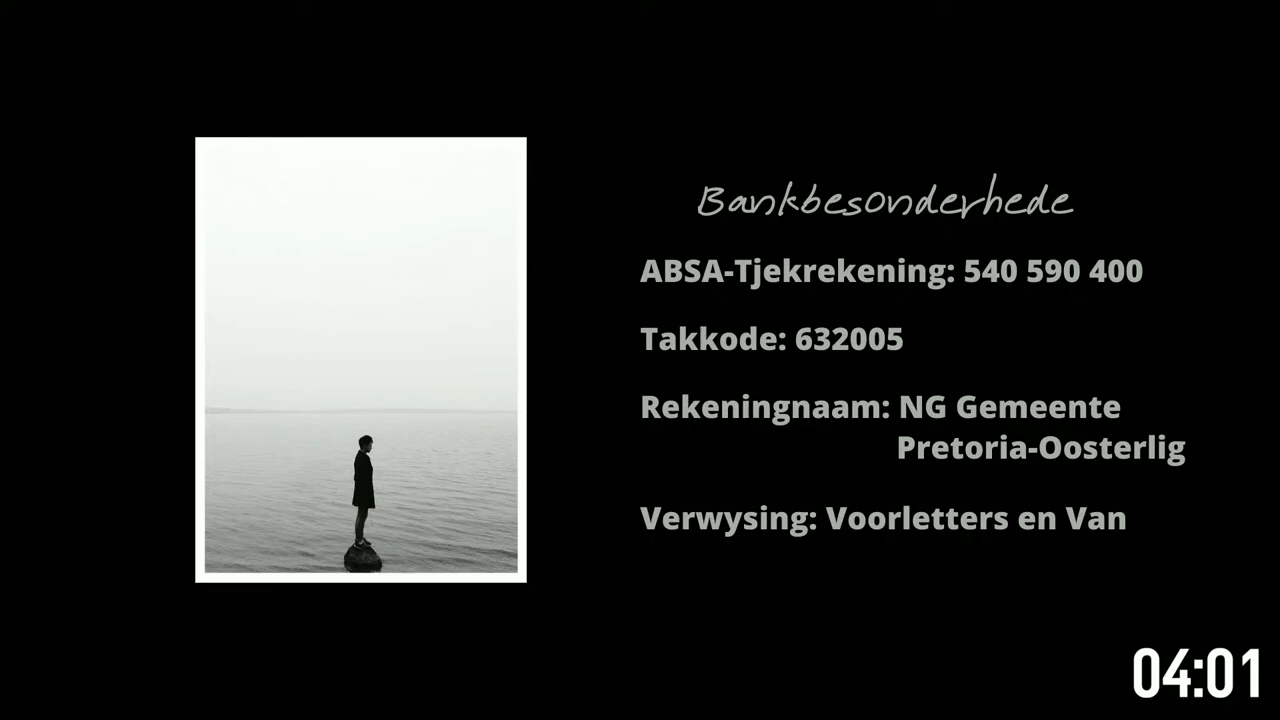 Bankbesonderhede
ABSA-Tjekrekening: 540 590 400
Takkode: 632005
Rekeningnaam: NG Gemeente
Pretoria-Oosterlig
Verwysing: Voorletters en Van
04:01